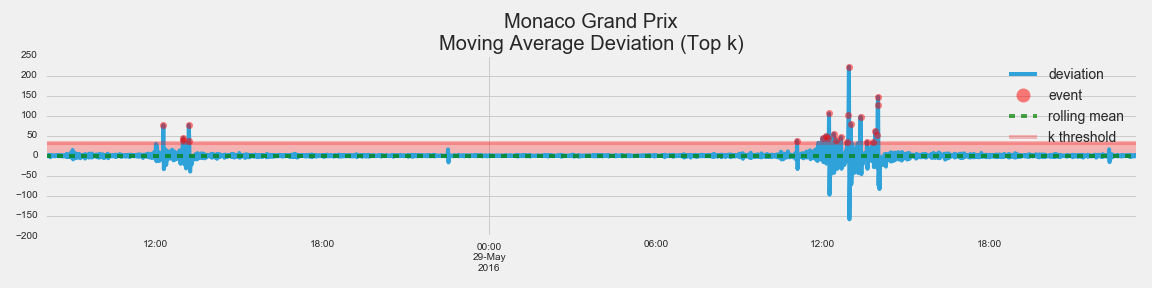 Monaco Grand Prix
Moving Average Deviation (Top k)
250
200
150
100
50
0
−50
−100
−150
−200
deviation
event
rolling mean
k threshold
12:00
18:00
00:00
29-May
2016
06:00
12:00
18:00